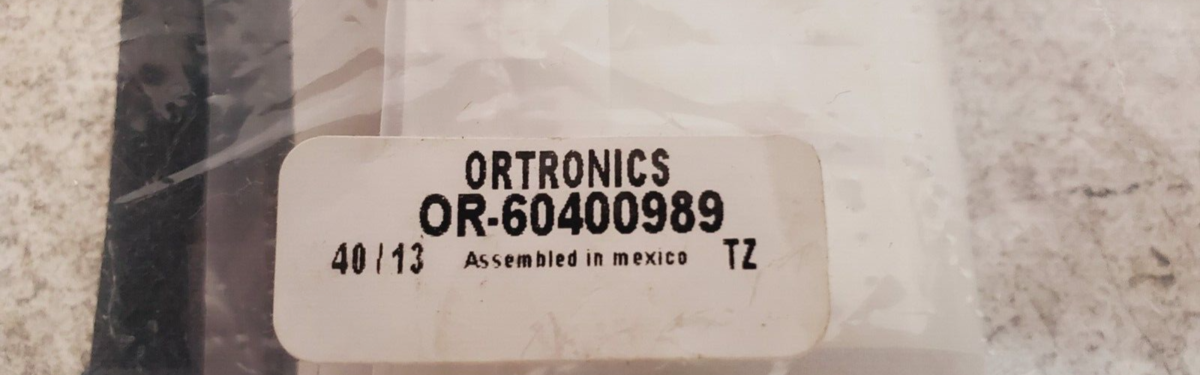 ORTRONICS
OR-60400989
40/13 Assembled in mexico TZ